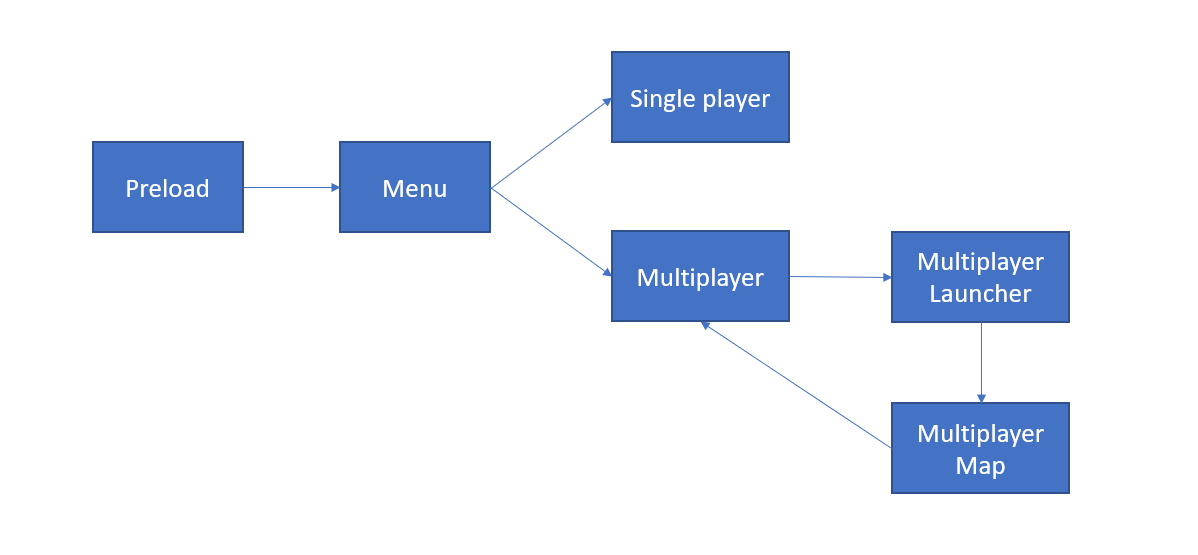 Preload
Menu
Single player
Multiplayer
Multiplayer
Launcher
Multiplayer
Map